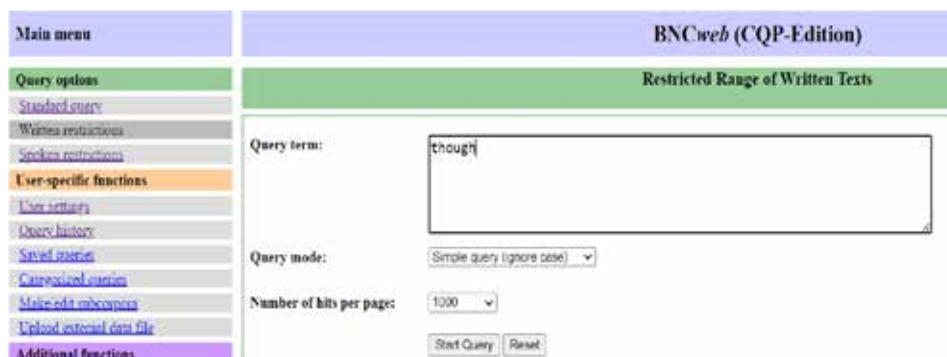 Main menu
BNCweb (CQP-Edition)
Query options
Restricted Range of Written Texts
Standard query
Written restrictions
Spoken restrictions
User-specific functions
User settings
Query history
Saved queries
Categorized queries
Make/edit subcorpora
Upload external data file
Additional functions
Query term:
though
Query mode:
Simple query (ignore case)
Number of hits per page:
1000
Start Query
Reset